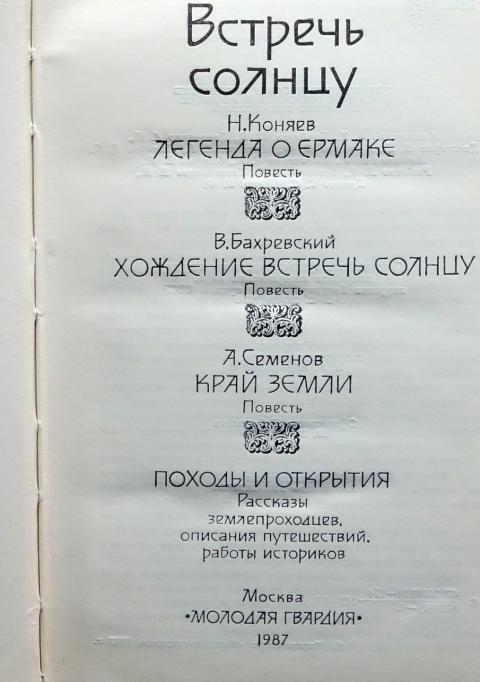 Встречь
солнцу
Н.Коняев
ЛЕГЕНДА О ЕРМАКЕ
Повесть
В.Бахревский
ХОЖДЕНИЕ ВСТРЕЧЬ СОЛНЦУ
Повесть
А.Семенов
КРАЙ ЗЕМЛИ
Повесть
ПОХОДЫ И ОТКРЫТИЯ
Рассказы
землепроходцев,
описания путешествий,
работы историков
Москва
•МОЛОДАЯ ГВАРДИЯ•
1987